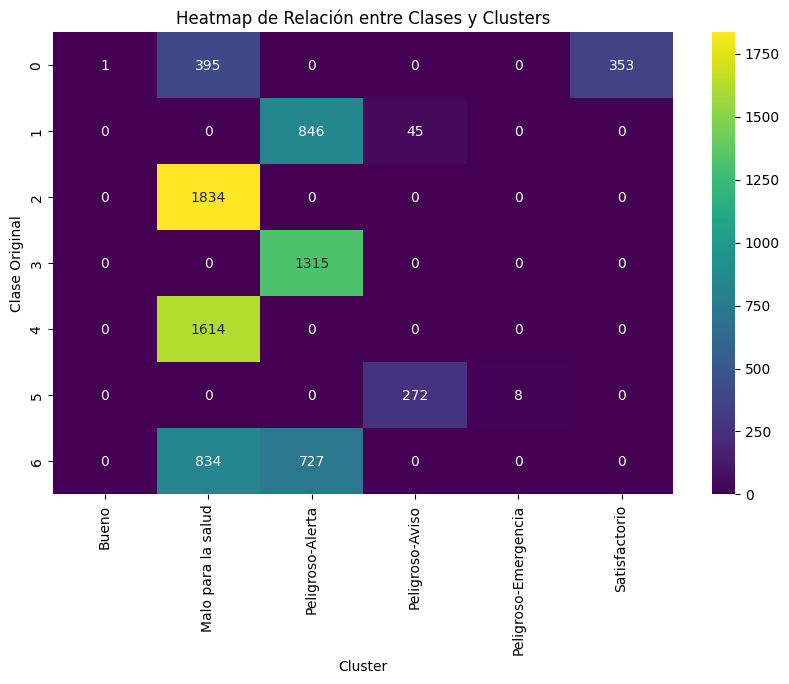 Heatmap de Relación entre Clases y Clusters
Clase Original
0 1 395 0 0 0 353
1 0 0 846 45 0 0
2 0 1834 0 0 0 0
3 0 0 1315 0 0 0
4 0 1614 0 0 0 0
5 0 0 0 272 8 0
6 0 834 727 0 0 0
Bueno
Malo para la salud
Peligroso-Alerta
Peligroso-Aviso
Peligroso-Emergencia
Satisfactorio
Cluster
1750
1500
1250
1000
750
500
250
0